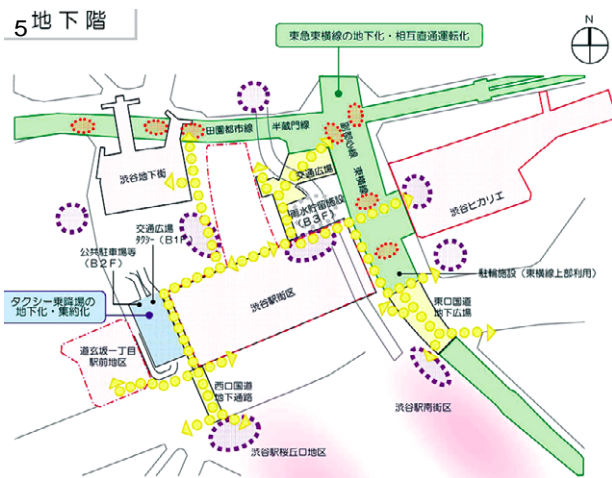 5 地下階
東急東横線の地下化・相互直通運転化
N
田園都市線
半蔵門線
副都心線 東横線
交通広場
渋谷地下街
雨水貯留施設
(B3F)
渋谷ヒカリエ
交通広場
タクシー(B1F)
公共駐車場等
(B2F)
タクシー乗降場の
地下化・集約化
渋谷駅街区
駐輪施設(東横線上部利用)
東口国道
地下広場
道玄坂一丁目
駅前地区
西口国道
地下通路
渋谷駅南街区
渋谷駅桜丘口地区